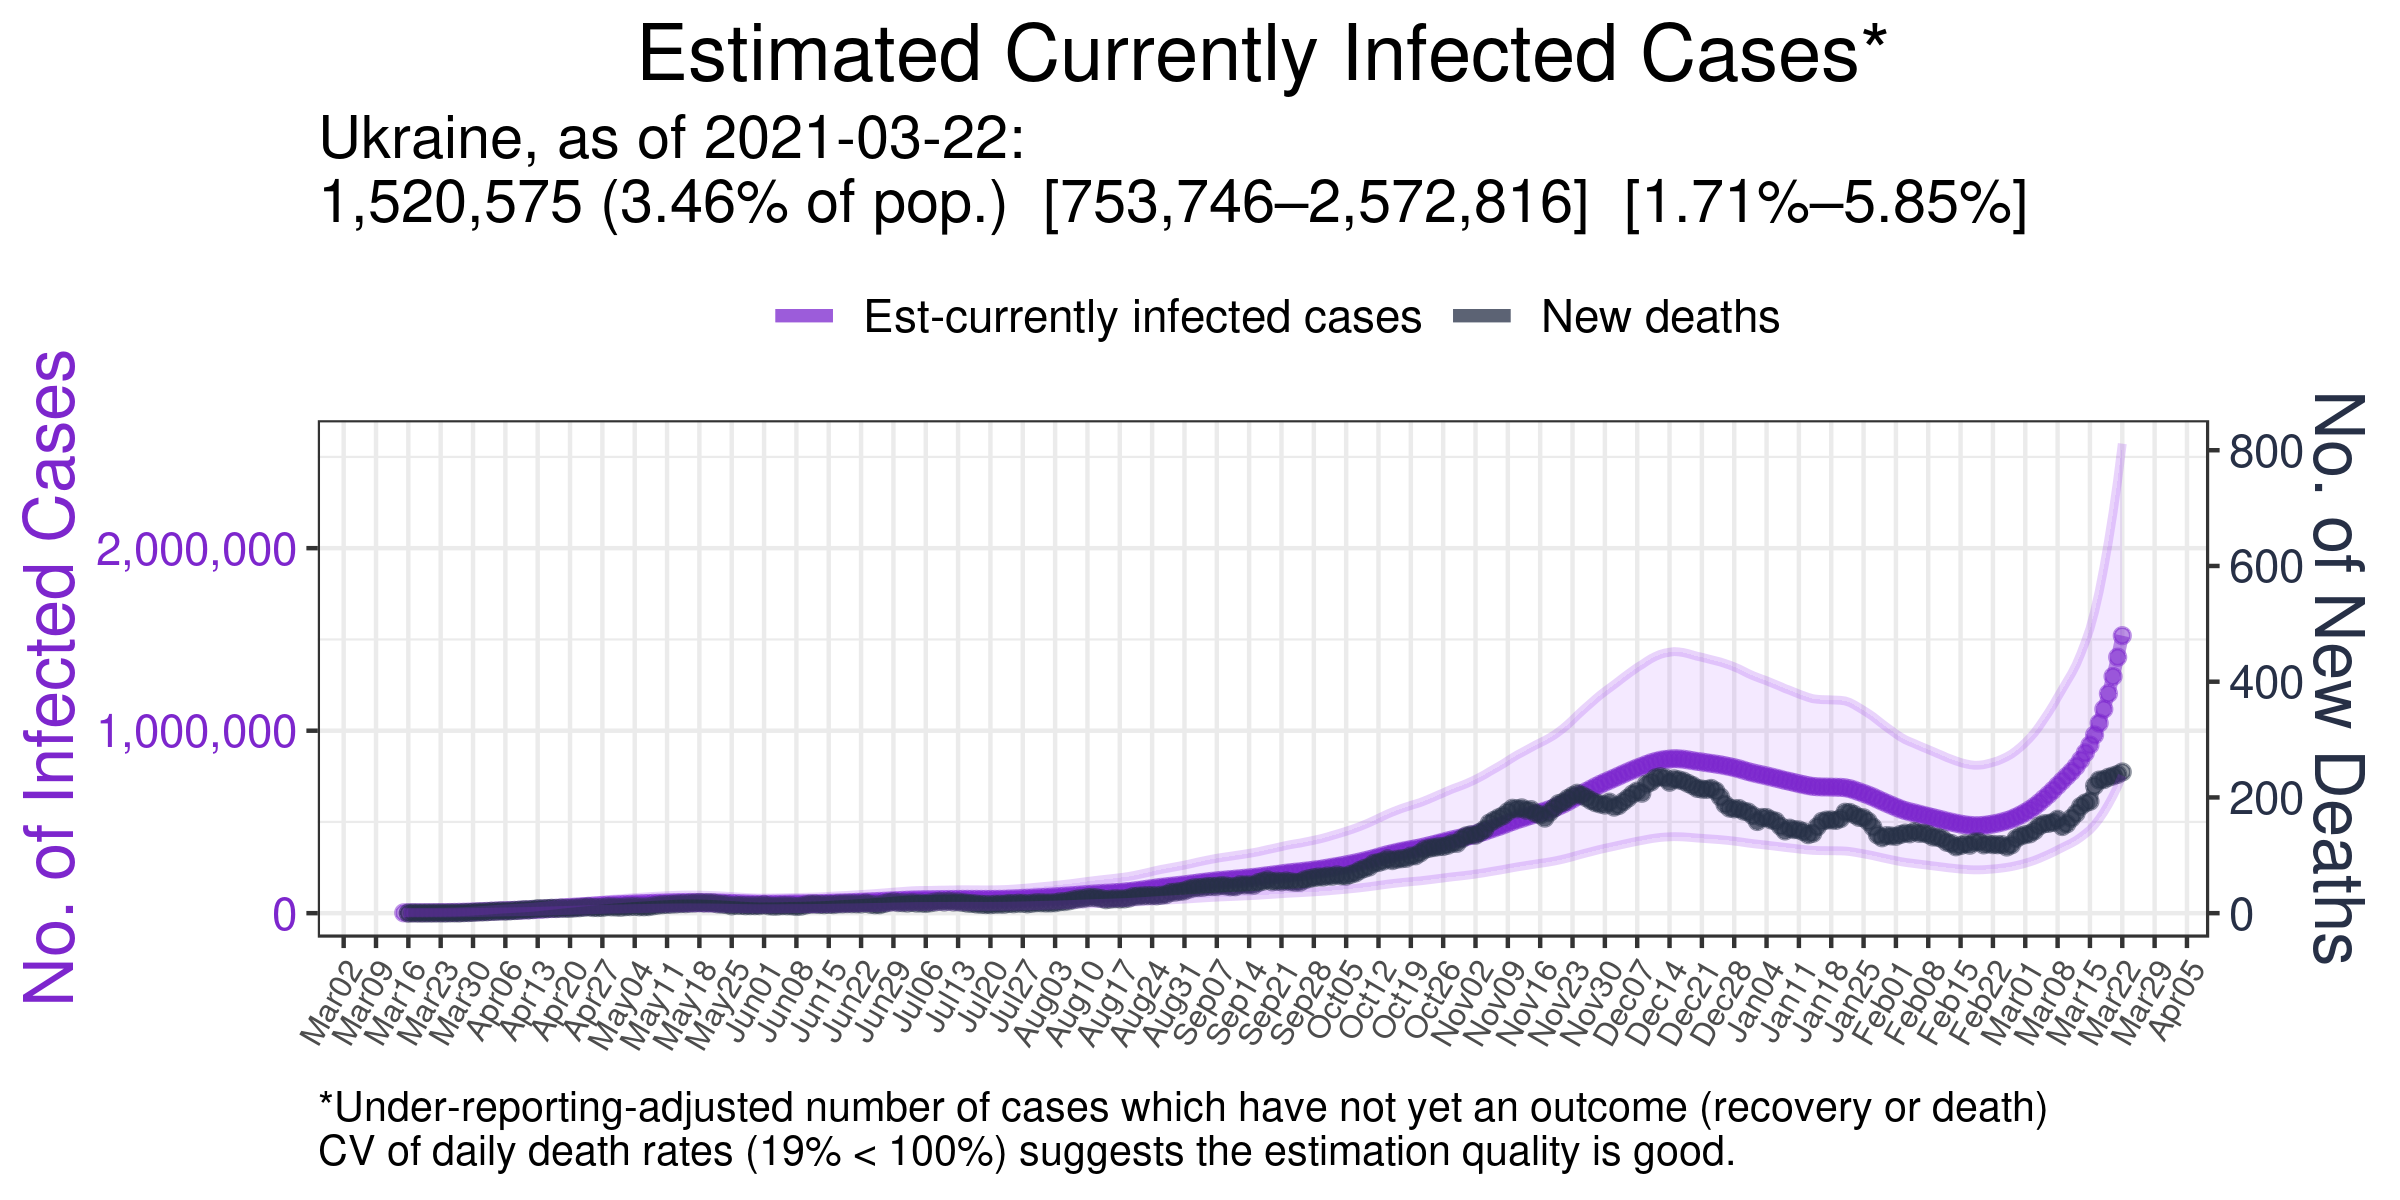 Estimated Currently Infected Cases*
Ukraine, as of 2021-03-22:
1,520,575 (3.46% of pop.)  [753,746–2,572,816]  [1.71%–5.85%]
Est-currently infected cases
New deaths
No. of Infected Cases
2,000,000
1,000,000
0
800
600
400
200
0
No. of New Deaths
Mar02
Mar09
Mar16
Mar23
Mar30
Apr06
Apr13
Apr20
Apr27
May04
May11
May18
May25
Jun01
Jun08
Jun15
Jun22
Jun29
Jul06
Jul13
Jul20
Jul27
Aug03
Aug10
Aug17
Aug24
Aug31
Sep07
Sep14
Sep21
Sep28
Oct05
Oct12
Oct19
Oct26
Nov02
Nov09
Nov16
Nov23
Nov30
Dec07
Dec14
Dec21
Dec28
Jan04
Jan11
Jan18
Jan25
Feb01
Feb08
Feb15
Feb22
Mar01
Mar08
Mar15
Mar22
Mar29
Apr05
*Under-reporting-adjusted number of cases which have not yet an outcome (recovery or death)
CV of daily death rates (19% < 100%) suggests the estimation quality is good.